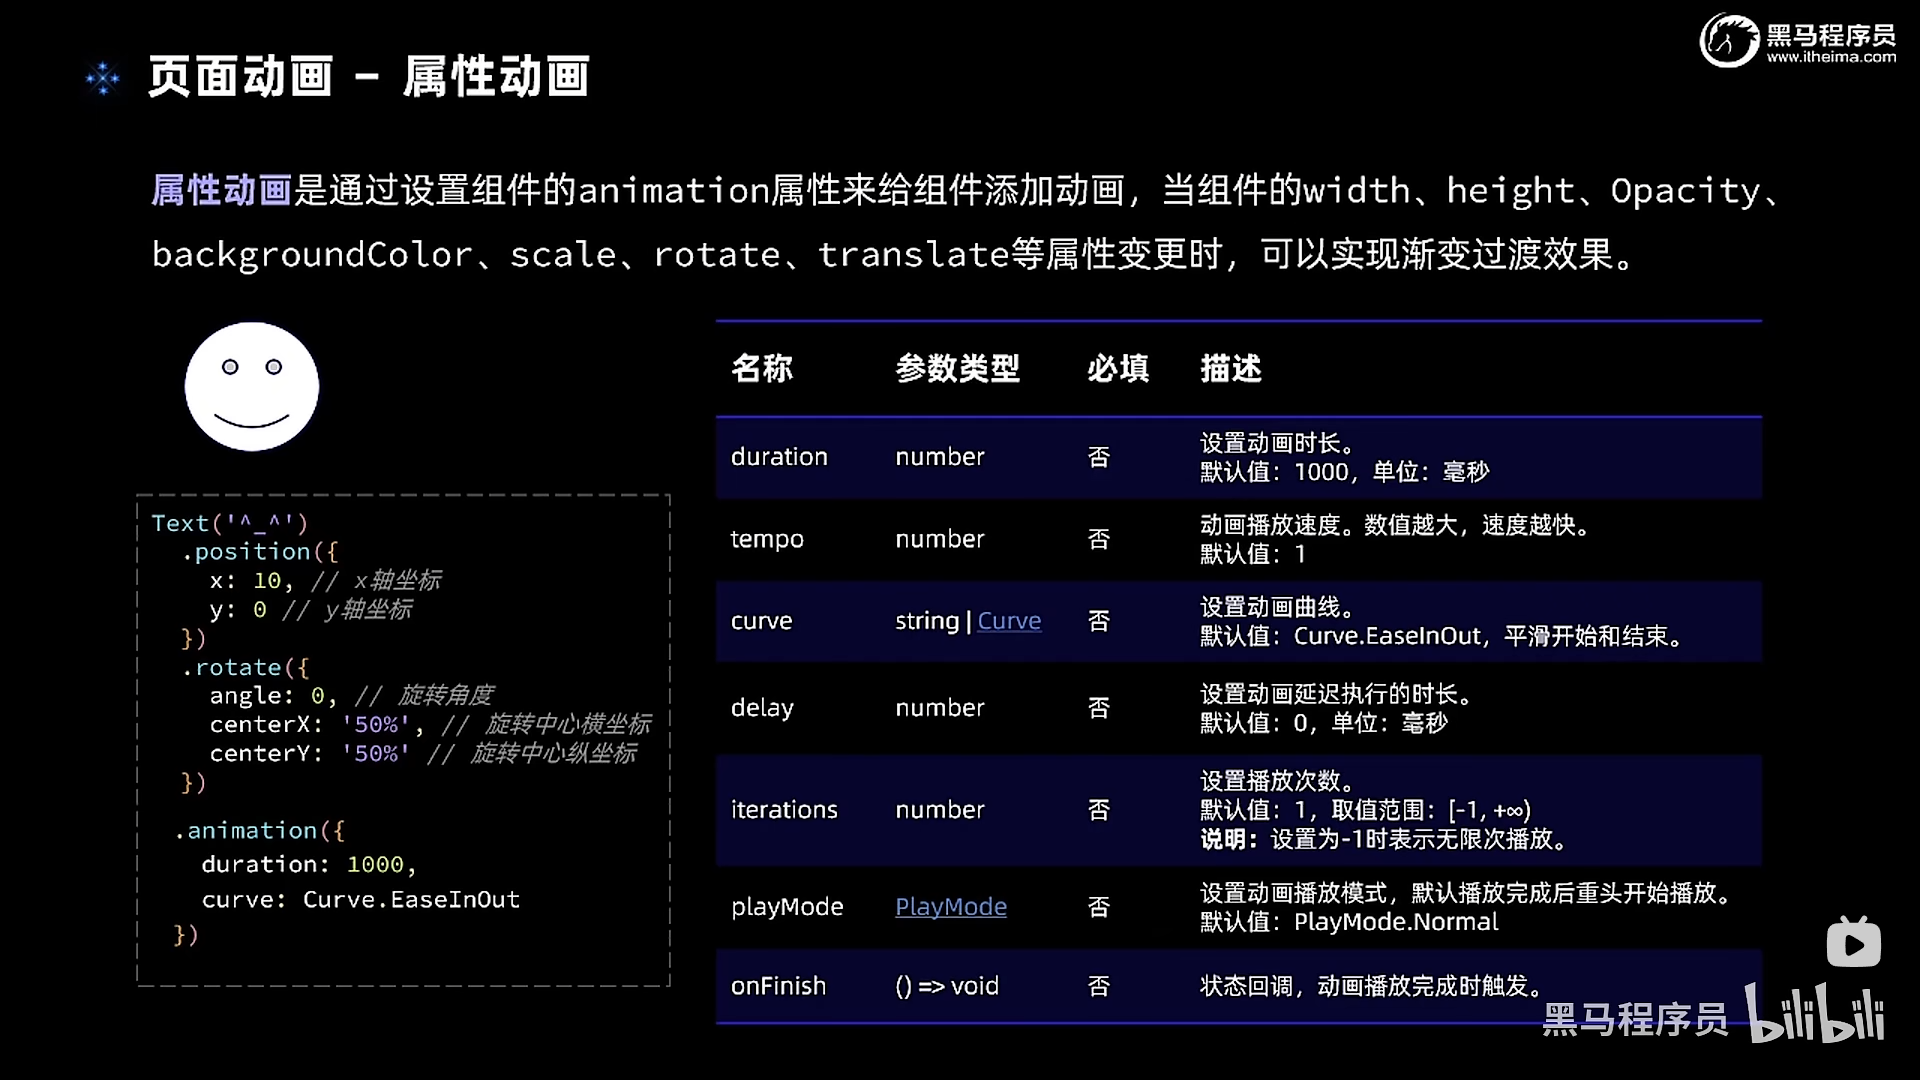 黑马程序员
www.itheima.com
页面动画 - 属性动画
属性动画是通过设置组件的animation属性来给组件添加动画，当组件的width、height、Opacity、
backgroundColor、scale、rotate、translate等属性变更时，可以实现渐变过渡效果。
Text('^_^')
.position({
x: 10, // x轴坐标
y: 0 // y轴坐标
})
.rotate({
angle: 0, // 旋转角度
centerX: '50%', // 旋转中心横坐标
centerY: '50%' // 旋转中心纵坐标
})
.animation({
duration: 1000,
curve: Curve.EaseInOut
})
名称 参数类型 必填 描述
duration number 否 设置动画时长。
默认值：1000，单位：毫秒
tempo number 否 动画播放速度。数值越大，速度越快。
默认值：1
curve string | Curve 否 设置动画曲线。
默认值：Curve.EaseInOut，平滑开始和结束。
delay number 否 设置动画延迟执行的时长。
默认值：0，单位：毫秒
iterations number 否 设置播放次数。
默认值：1，取值范围：[-1, +∞)
说明：设置为-1时表示无限次播放。
playMode PlayMode 否 设置动画播放模式，默认播放完成后重头开始播放。
默认值：PlayMode.Normal
onFinish () => void 否 状态回调，动画播放完成时触发。
黑马程序员 bilibili